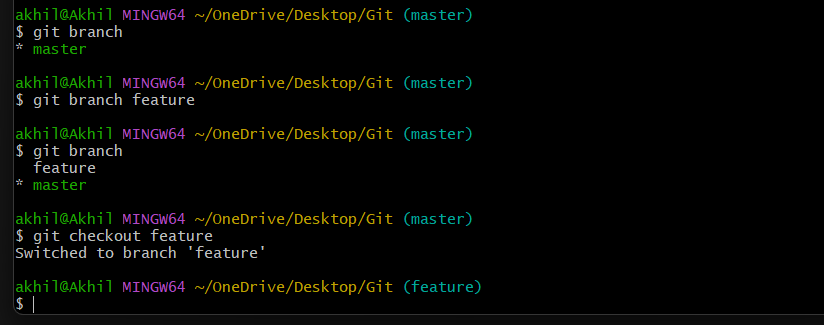 akhil@Akhil MINGW64 ~/OneDrive/Desktop/Git (master)
$ git branch
* master
akhil@Akhil MINGW64 ~/OneDrive/Desktop/Git (master)
$ git branch feature
akhil@Akhil MINGW64 ~/OneDrive/Desktop/Git (master)
$ git branch
  feature
* master
akhil@Akhil MINGW64 ~/OneDrive/Desktop/Git (master)
$ git checkout feature
Switched to branch 'feature'
akhil@Akhil MINGW64 ~/OneDrive/Desktop/Git (feature)
$